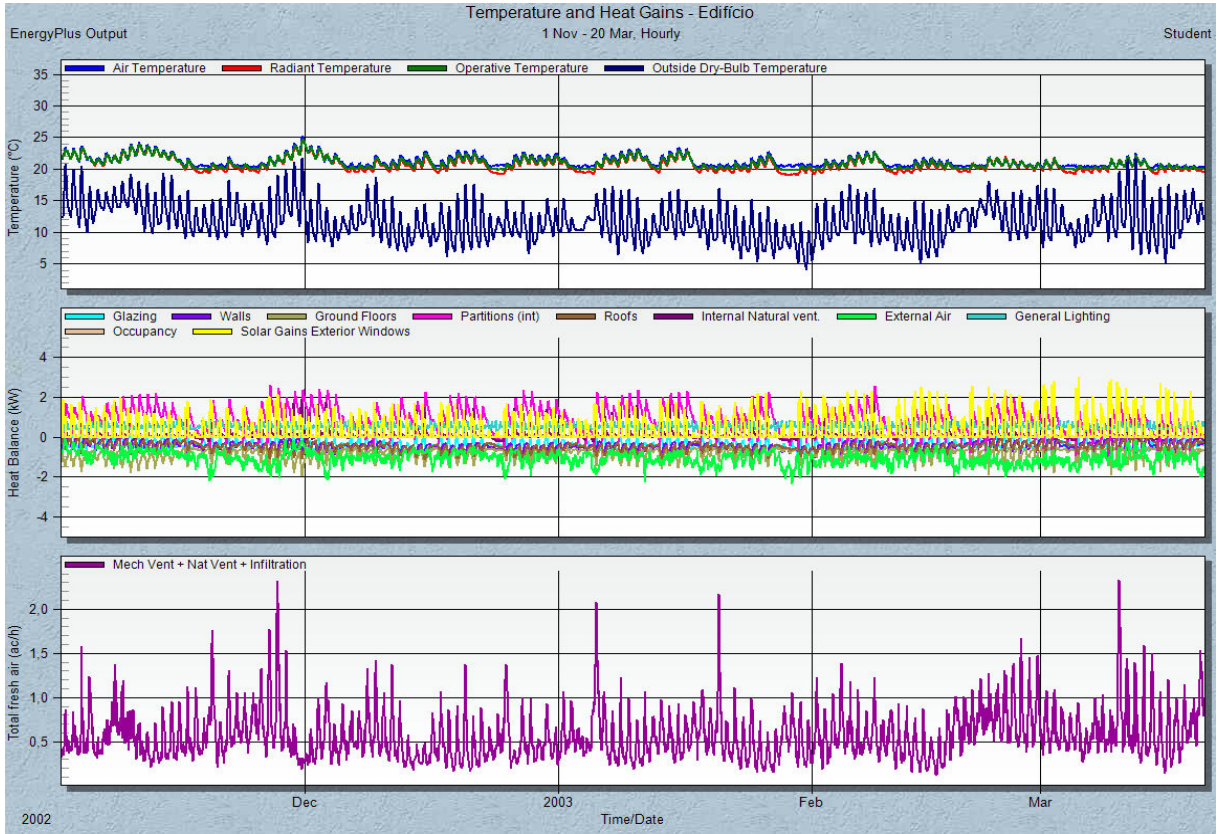 Temperature and Heat Gains - Edifício
EnergyPlus Output 1 Nov - 20 Mar, Hourly Student
Air Temperature Radiant Temperature Operative Temperature Outside Dry-Bulb Temperature
35
30
25
20
15
10
5
Temperature (°C)
Glazing Walls Ground Floors Partitions (int) Roofs Internal Natural vent. External Air General Lighting
Occupancy Solar Gains Exterior Windows
4
2
0
-2
-4
Heat Balance (kW)
Mech Vent + Nat Vent + Infiltration
2,0
1,5
1,0
0,5
Total fresh air (ac/h)
Dec 2003 Feb Mar
2002 Time/Date